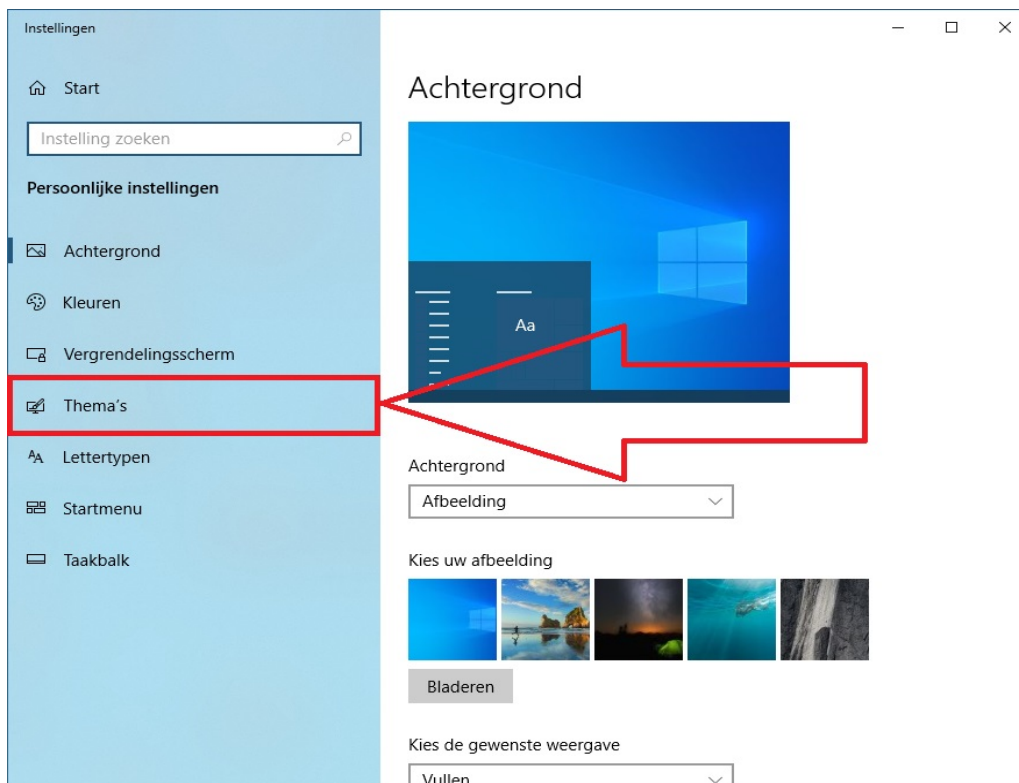 Instellingen
Start
Instelling zoeken
Persoonlijke instellingen
Achtergrond
Kleuren
Vergrendelingsscherm
Thema's
Lettertypen
Startmenu
Taakbalk
Achtergrond
Aa
Achtergrond
Afbeelding
Kies uw afbeelding
Bladeren
Kies de gewenste weergave
Vullen